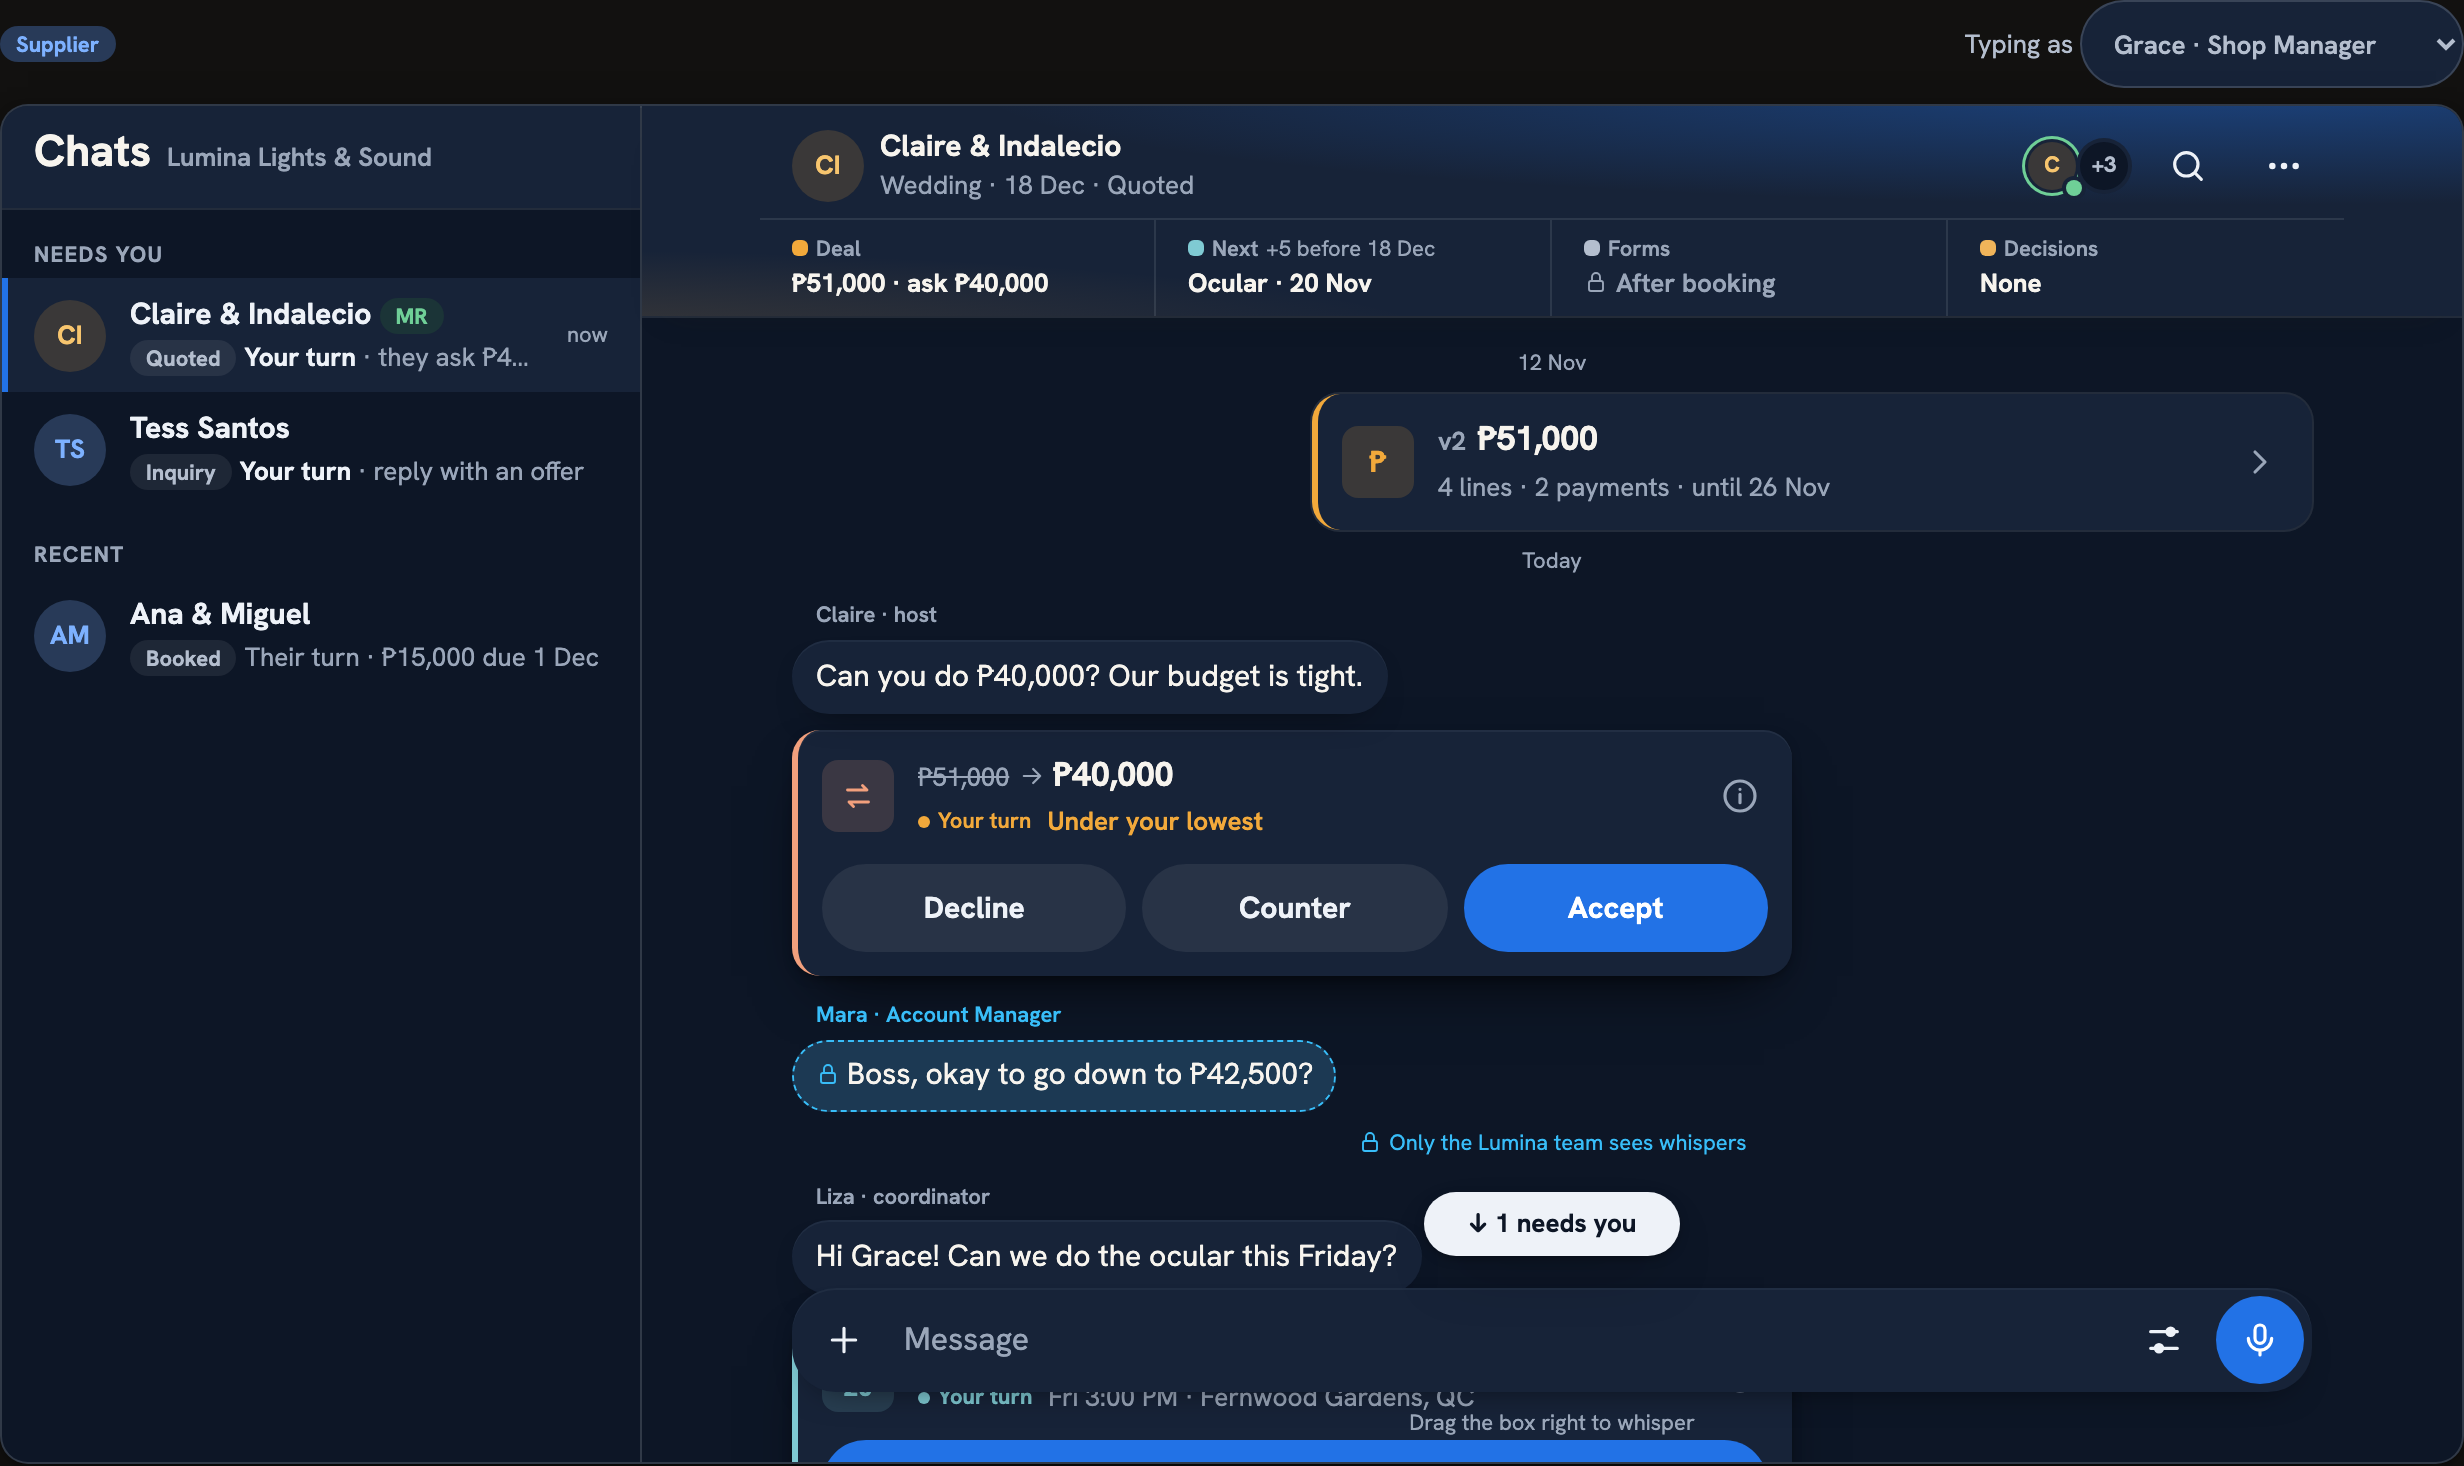 Supplier
Typing as
Grace · Shop Manager
Chats Lumina Lights & Sound
NEEDS YOU
CI
Claire & Indalecio MR
now
Quoted Your turn · they ask ₱4...
TS
Tess Santos
Inquiry Your turn · reply with an offer
RECENT
AM
Ana & Miguel
Booked Their turn · ₱15,000 due 1 Dec
CI
Claire & Indalecio
Wedding · 18 Dec · Quoted
C +3
Deal
₱51,000 · ask ₱40,000
Next +5 before 18 Dec
Ocular · 20 Nov
Forms
After booking
Decisions
None
12 Nov
₱
v2 ₱51,000
4 lines · 2 payments · until 26 Nov
Today
Claire · host
Can you do ₱40,000? Our budget is tight.
₱51,000 → ₱40,000
Your turn Under your lowest
Decline
Counter
Accept
Mara · Account Manager
Boss, okay to go down to ₱42,500?
Only the Lumina team sees whispers
Liza · coordinator
Hi Grace! Can we do the ocular this Friday?
↓ 1 needs you
Message
Your turn Fri 3:00 PM · Fernwood Gardens, QC
Drag the box right to whisper